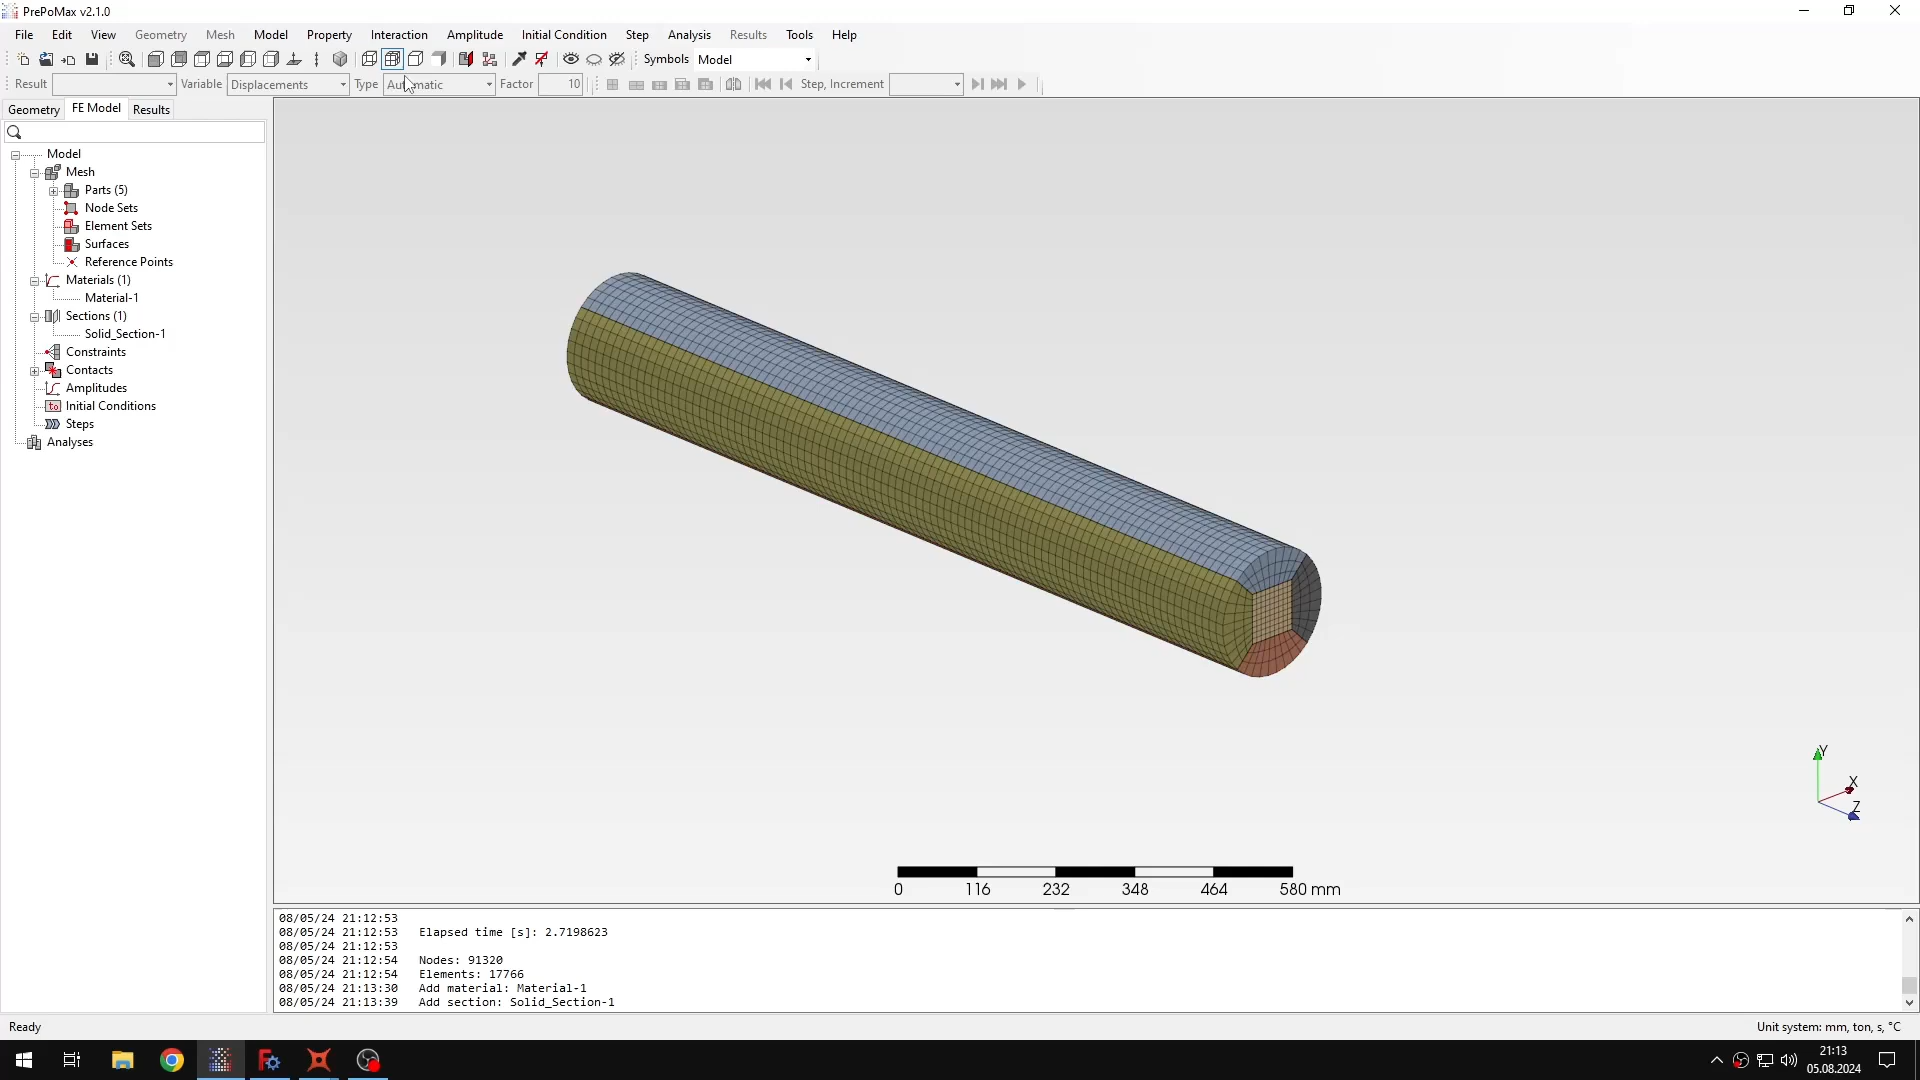 PrePoMax v2.1.0
File Edit View Geometry Mesh Model Property Interaction Amplitude Initial Condition Step Analysis Results Tools Help
Symbols Model
Result Variable Displacements Type Automatic Factor 10 Step, Increment
Geometry FE Model Results
Model
Mesh
Parts (5)
Node Sets
Element Sets
Surfaces
Reference Points
Materials (1)
Material-1
Sections (1)
Solid_Section-1
Constraints
Contacts
Amplitudes
Initial Conditions
Steps
Analyses
Y
X
Z
0 116 232 348 464 580 mm
08/05/24 21:12:53
08/05/24 21:12:53 Elapsed time [s]: 2.7198623
08/05/24 21:12:53
08/05/24 21:12:54 Nodes: 91320
08/05/24 21:12:54 Elements: 17766
08/05/24 21:13:30 Add material: Material-1
08/05/24 21:13:39 Add section: Solid_Section-1
Ready Unit system: mm, ton, s, °C
21:13
05.08.2024